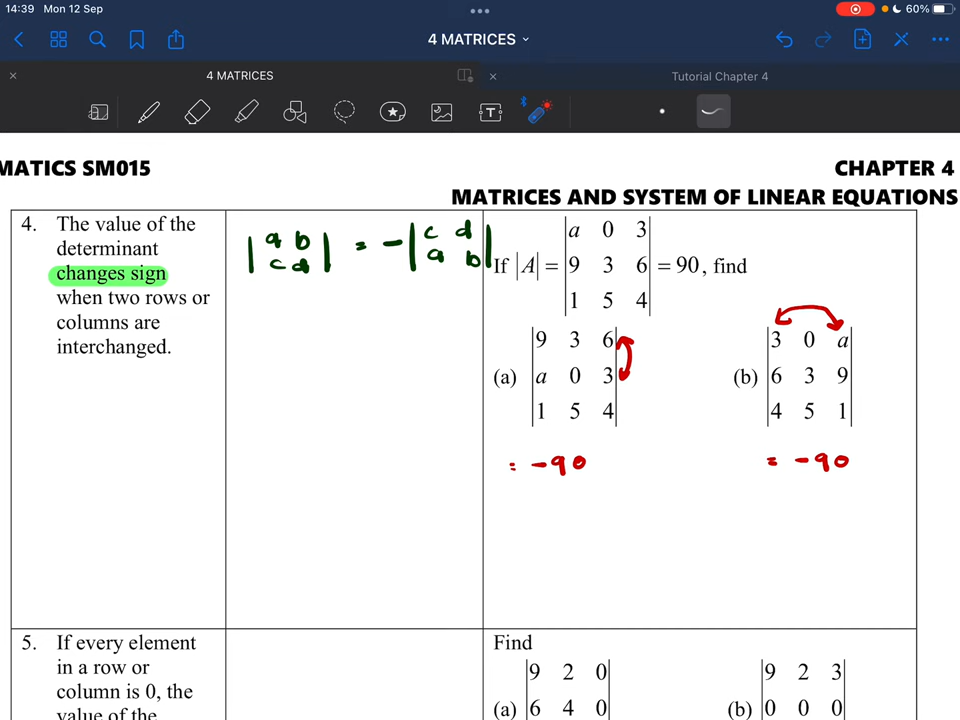 14:39 Mon 12 Sep 60%
4 MATRICES
4 MATRICES Tutorial Chapter 4
MATICS SM015 CHAPTER 4
MATRICES AND SYSTEM OF LINEAR EQUATIONS
4. The value of the
determinant
changes sign
when two rows or
columns are
interchanged.
|a b| = -|c d|
|c d| |a b|
If |A| = |a 0 3|
|9 3 6| = 90, find
|1 5 4|
(a) |9 3 6|
|a 0 3|
|1 5 4|
= -90
(b) |3 0 a|
|6 3 9|
|4 5 1|
= -90
5. If every element
in a row or
column is 0, the
value of the
Find
(a) |9 2 0|
|6 4 0|
(b) |9 2 3|
|0 0 0|